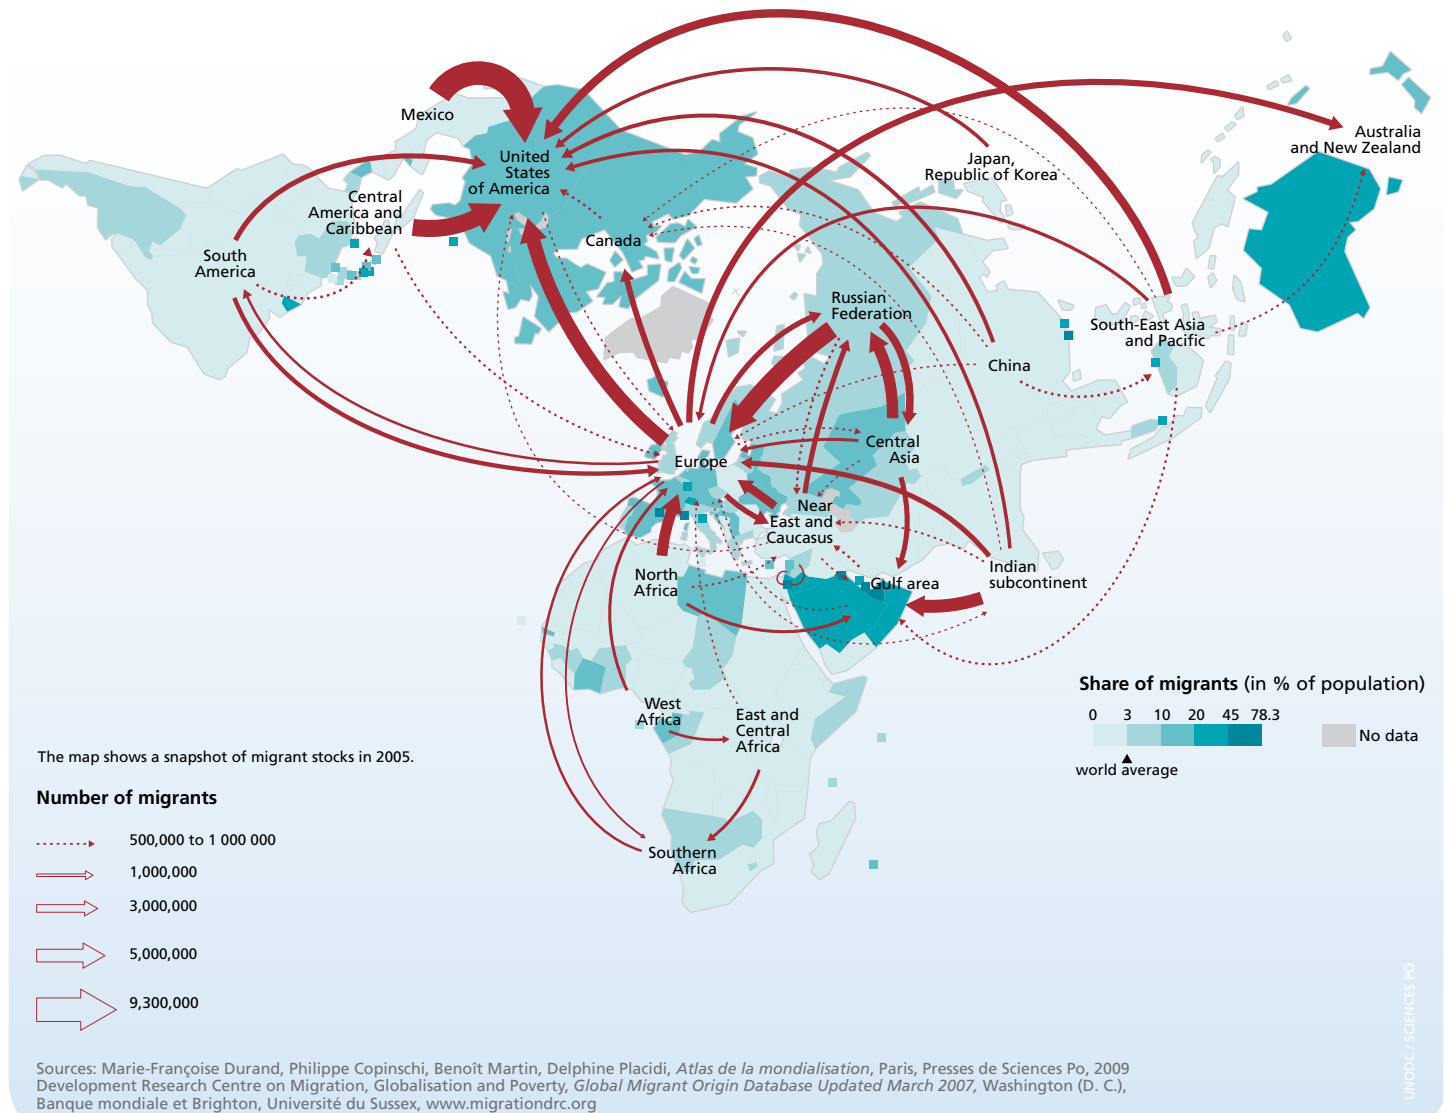 Mexico
United
States
of America
Central
America and
Caribbean
South
America
Canada
Japan,
Republic of Korea
Australia
and New Zealand
Russian
Federation
South-East Asia
and Pacific
China
Central
Asia
Europe
Near
East and
Caucasus
North
Africa
Gulf area
Indian
subcontinent
West
Africa
East and
Central
Africa
Southern
Africa
Share of migrants (in % of population)
0 3 10 20 45 78.3
No data
world average
The map shows a snapshot of migrant stocks in 2005.
Number of migrants
500,000 to 1 000 000
1,000,000
3,000,000
5,000,000
9,300,000
UNODC / SCIENCES PO
Sources: Marie-Françoise Durand, Philippe Copinschi, Benoît Martin, Delphine Placidi, Atlas de la mondialisation, Paris, Presses de Sciences Po, 2009
Development Research Centre on Migration, Globalisation and Poverty, Global Migrant Origin Database Updated March 2007, Washington (D. C.),
Banque mondiale et Brighton, Université du Sussex, www.migrationdrc.org